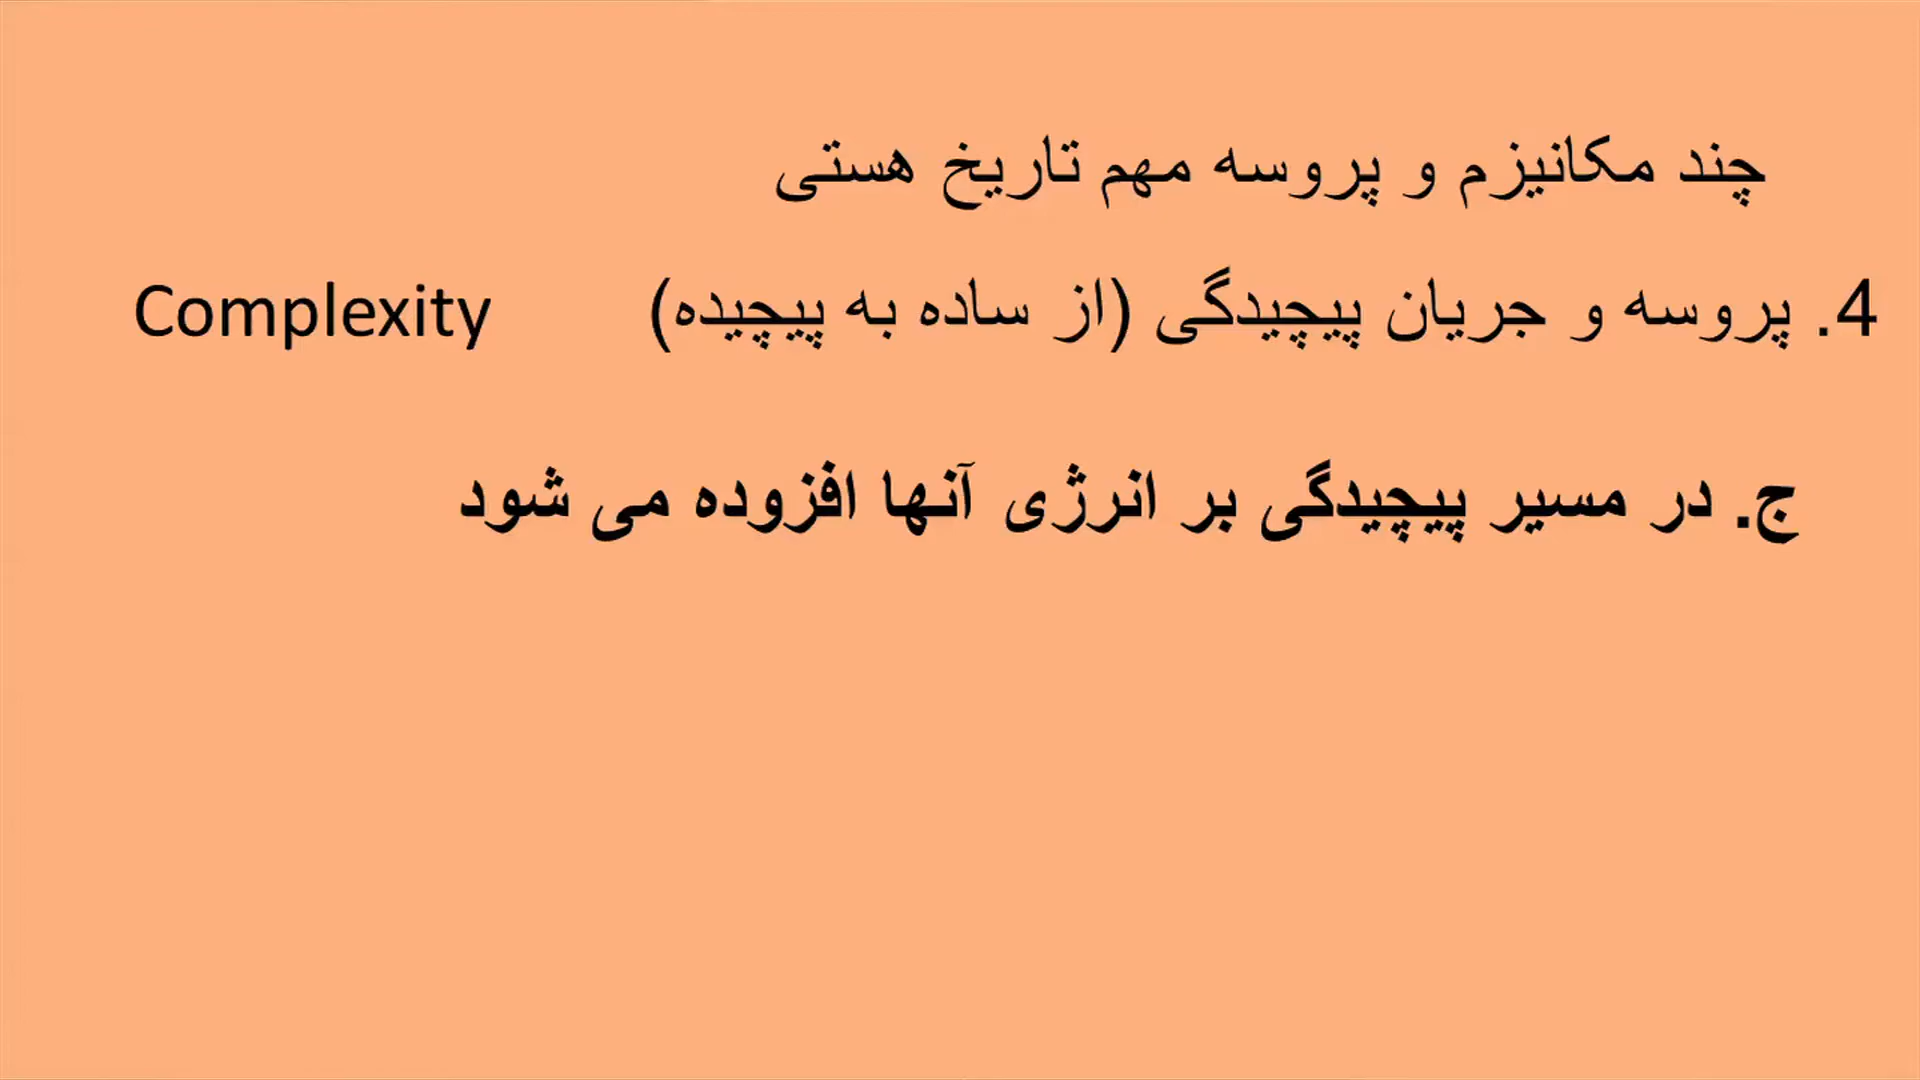 چند مکانیزم و پروسه مهم تاریخ هستی
4. پروسه و جریان پیچیدگی (از ساده به پیچیده) Complexity
ج. در مسیر پیچیدگی بر انرژی آنها افزوده می شود